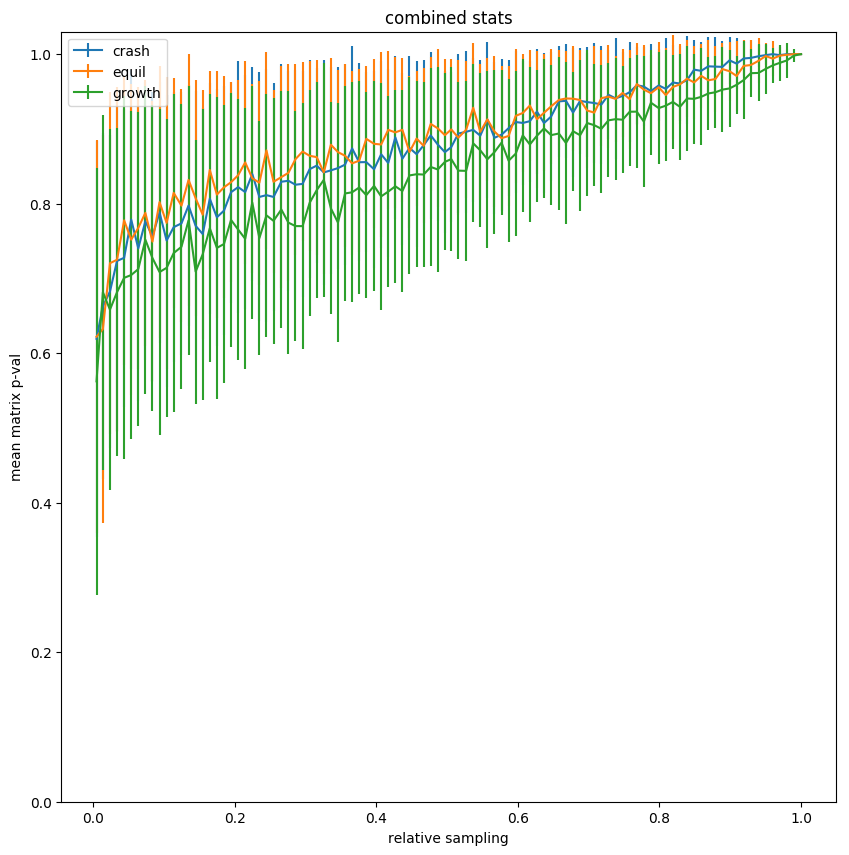 combined stats
crash
equil
growth
mean matrix p-val
1.0
0.8
0.6
0.4
0.2
0.0
0.0 0.2 0.4 0.6 0.8 1.0
relative sampling